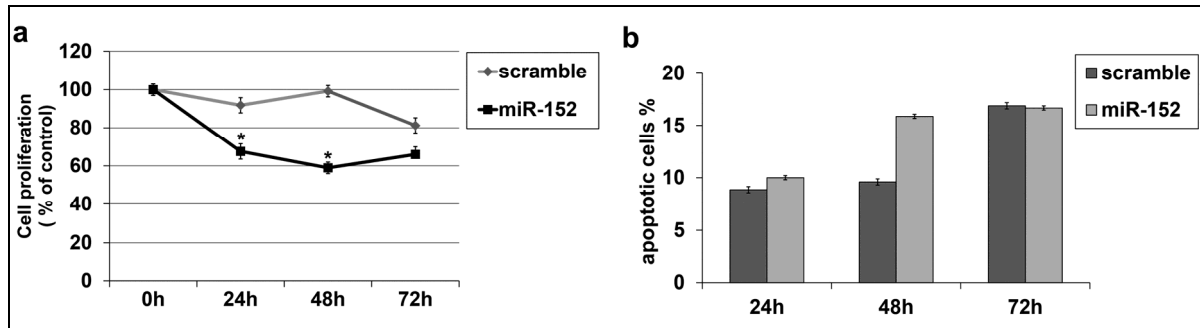 a
120
100
80
60
40
20
0
Cell proliferation
( % of control)
*
*
0h 24h 48h 72h
scramble
miR-152
b
20
15
10
5
0
apoptotic cells %
24h 48h 72h
scramble
miR-152